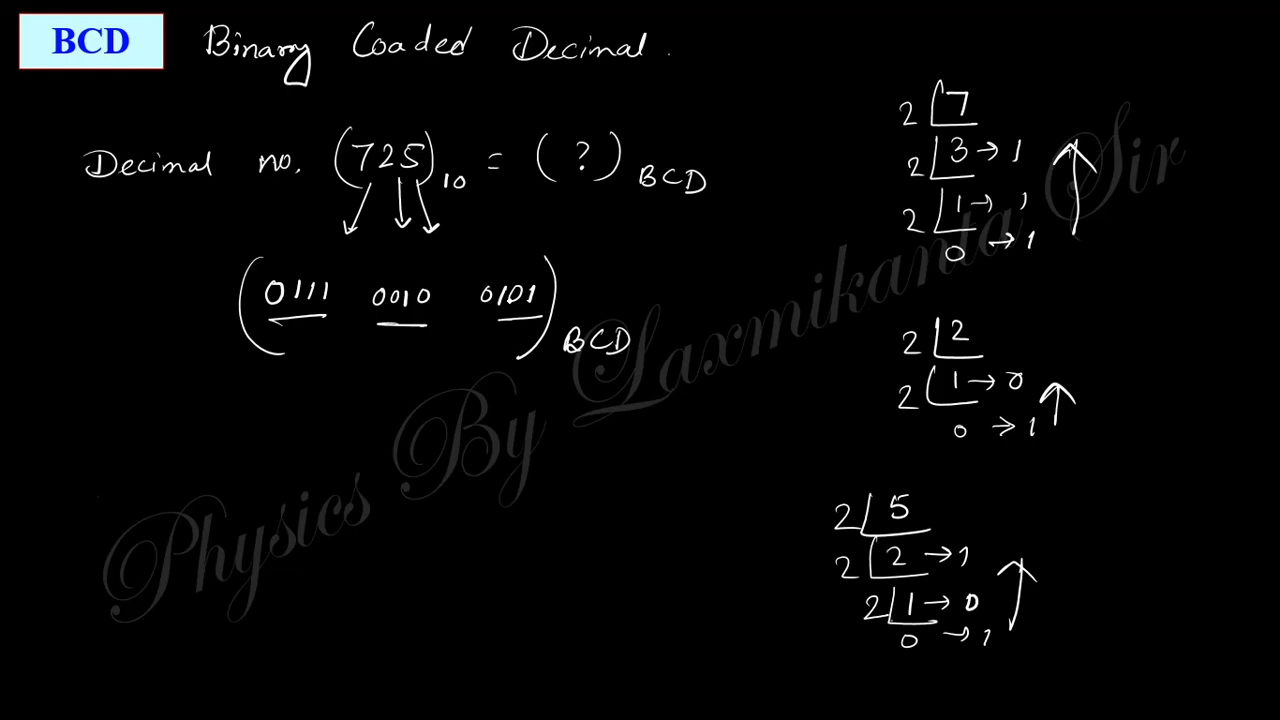 BCD Binary Coaded Decimal.
Decimal no. (725)10 = (?)BCD
(0111 0010 0101)BCD
2 7
2 3 → 1
2 1 → 1
0 → 1
2 2
2 1 → 0
0 → 1
2 5
2 2 → 1
2 1 → 0
0 → 1
Physics By Laxmikanta Sir